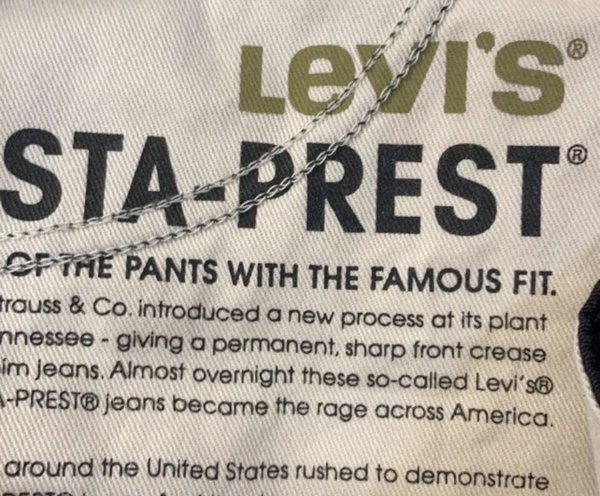 Levi's®
STA-PREST®
OF THE PANTS WITH THE FAMOUS FIT.
trauss & Co. introduced a new process at its plant
nnessee - giving a permanent, sharp front crease
im jeans. Almost overnight these so-called Levi's®
A-PREST® jeans became the rage across America.
around the United States rushed to demonstrate